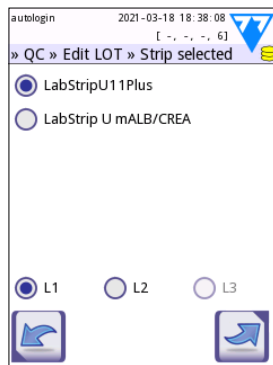 autologin 2021-03-18 18:38:08
[ -, -, -, 6]
» QC » Edit LOT » Strip selected
LabStripU11Plus
LabStrip U mALB/CREA
L1 L2 L3